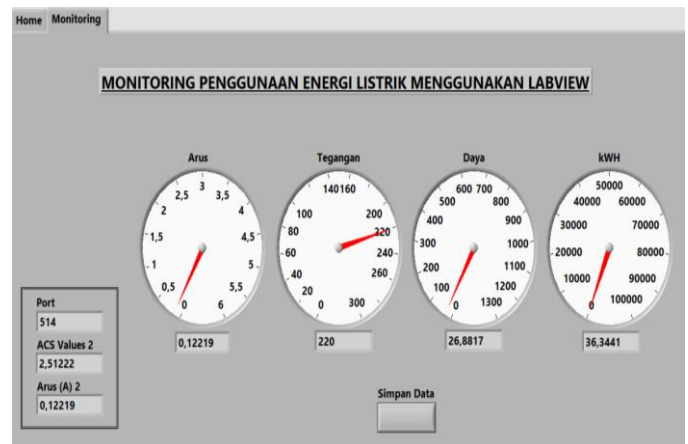 Home Monitoring
MONITORING PENGGUNAAN ENERGI LISTRIK MENGGUNAKAN LABVIEW
Arus
0 0,5 1 1,5 2 2,5 3 3,5 4 4,5 5 5,5 6
0,12219
Tegangan
0 20 40 60 80 100 140 160 200 220 240 260 300
220
Daya
0 100 200 300 400 500 600 700 800 900 1000 1100 1200 1300
26,8817
kWH
0 10000 20000 30000 40000 50000 60000 70000 80000 90000 100000
36,3441
Port
514
ACS Values 2
2,51222
Arus (A) 2
0,12219
Simpan Data